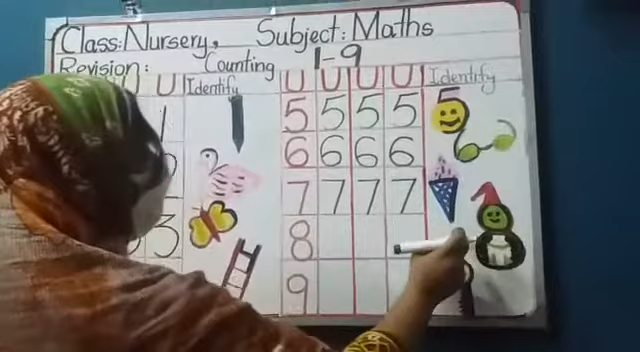 Class: Nursery, Subject: Maths
Revision: Counting 1-9
U U Identify U U U U Identify
1 5 5 5 5
6 6 6 6
7 7 7 7
3 8
9